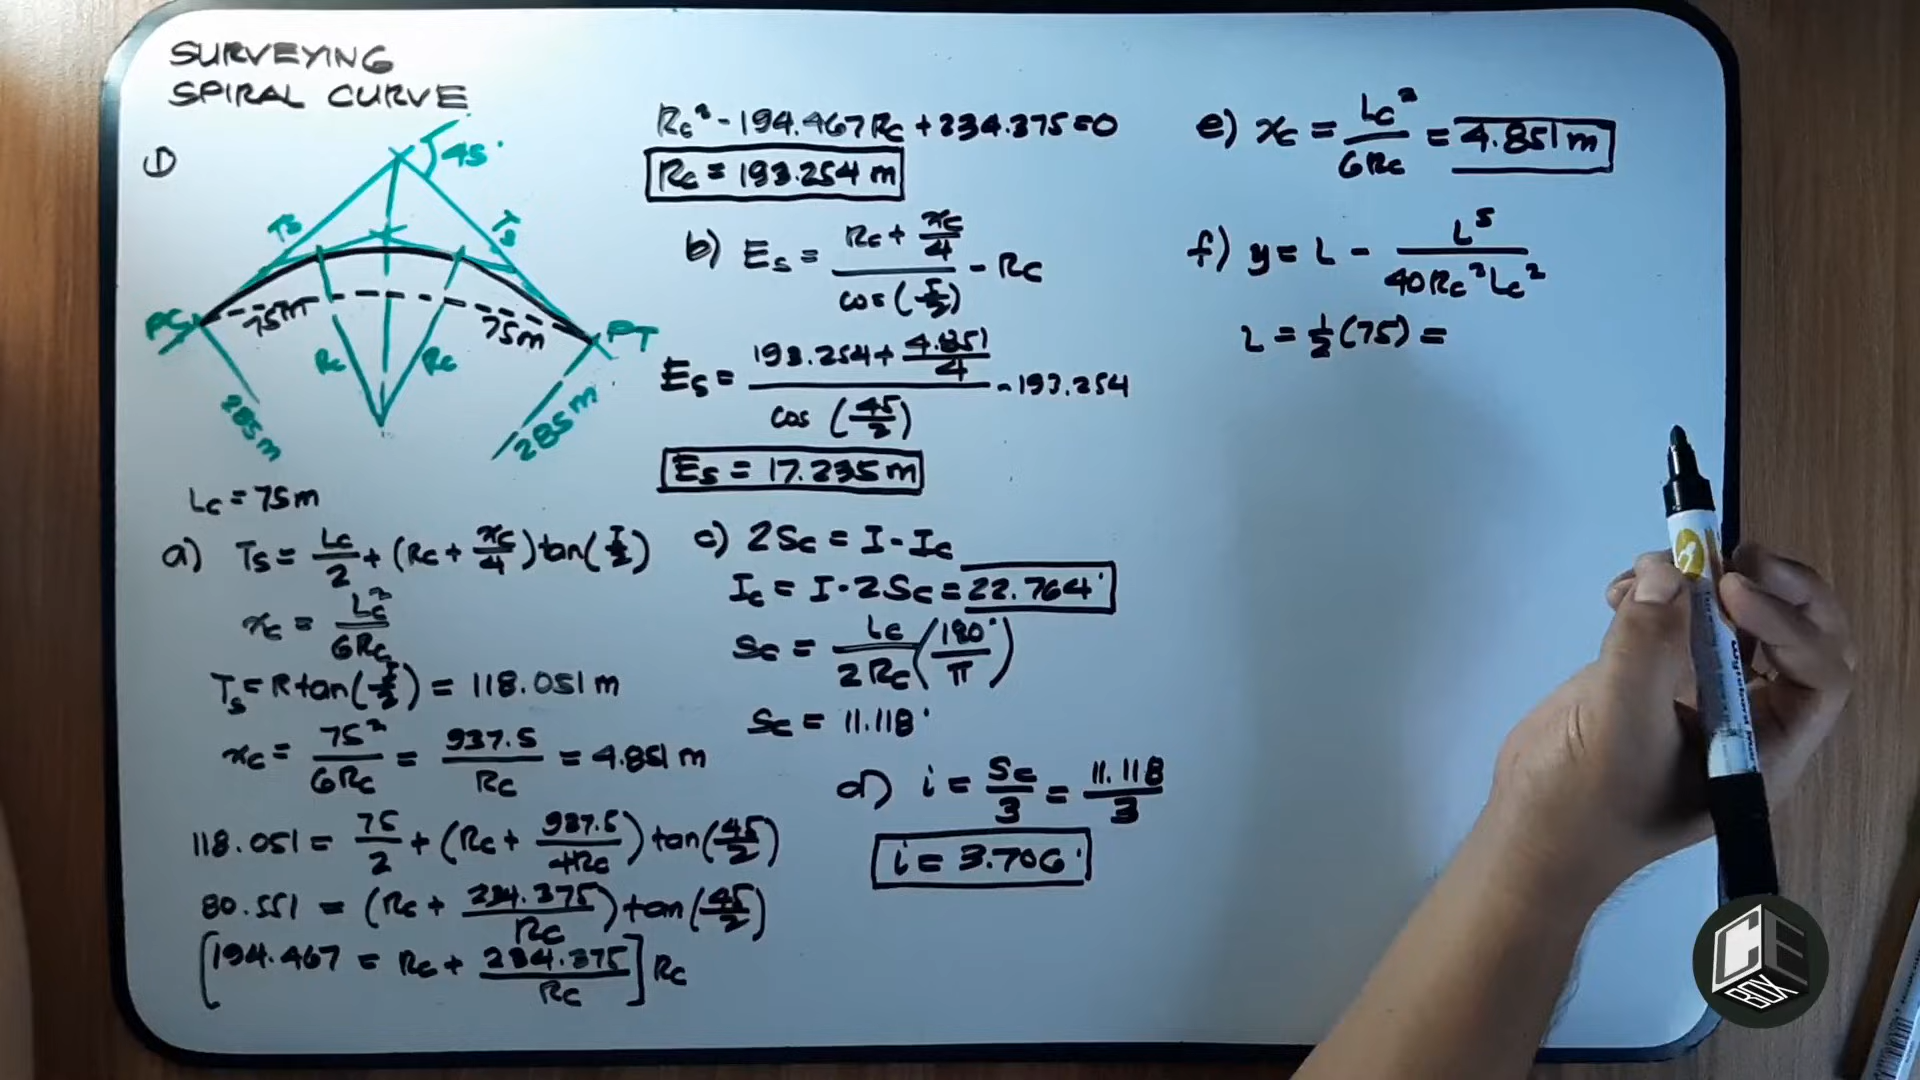 SURVEYING
SPIRAL CURVE
①
45°
Ts
Ts
PC
75m
75m
PT
Rc
Rc
285m
285m
Lc = 75m
a) Ts = Lc/2 + (Rc + xc/4) tan(I/2)
xc = Lc²/6Rc
Ts = R tan(I/2) = 118.051 m
xc = 75²/6Rc = 937.5/Rc = 4.851 m
118.051 = 75/2 + (Rc + 937.5/4Rc) tan(45/2)
80.551 = (Rc + 234.375/Rc) tan(45/2)
[194.467 = Rc + 234.375/Rc] Rc
Rc² - 194.467Rc + 234.375 = 0
Rc = 193.254 m
b) Es = (Rc + xc/4)/cos(I/2) - Rc
Es = (193.254 + 4.851/4)/cos(45/2) - 193.254
Es = 17.235 m
c) 2Sc = I - Ic
Ic = I - 2Sc = 22.764°
Sc = Lc/2Rc (180°/π)
Sc = 11.118°
d) i = Sc/3 = 11.118/3
i = 3.706°
e) xc = Lc²/6Rc = 4.851 m
f) y = L - L⁵/40Rc²Lc²
L = 1/2(75) =
CE
BOX